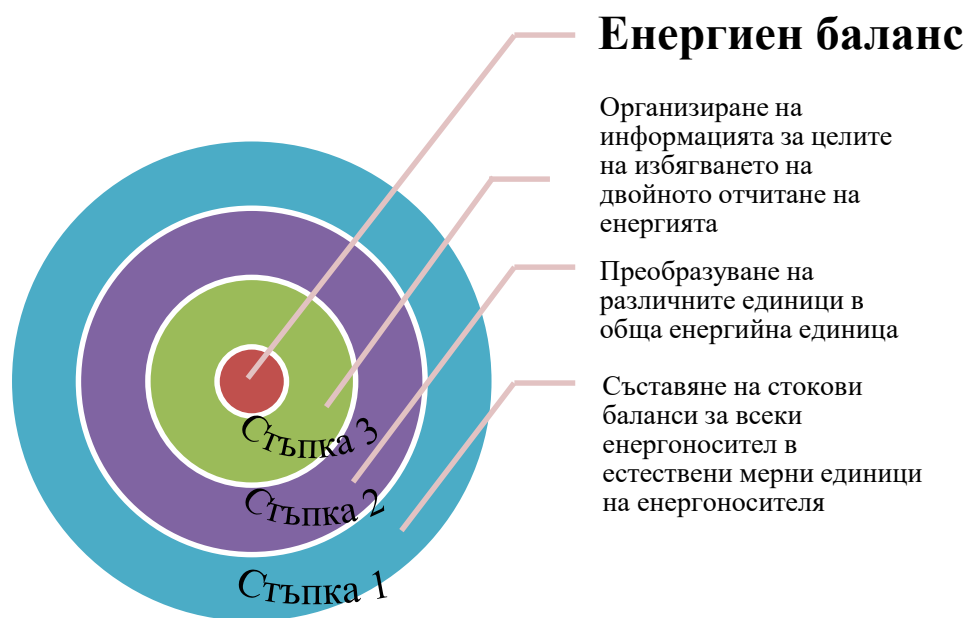 Енергиен баланс
Организиране на
информацията за целите
на избягването на
двойното отчитане на
енергията
Преобразуване на
различните единици в
обща енергийна единица
Съставяне на стокови
баланси за всеки
енергоносител в
естествени мерни единици
на енергоносителя
Стъпка 3
Стъпка 2
Стъпка 1